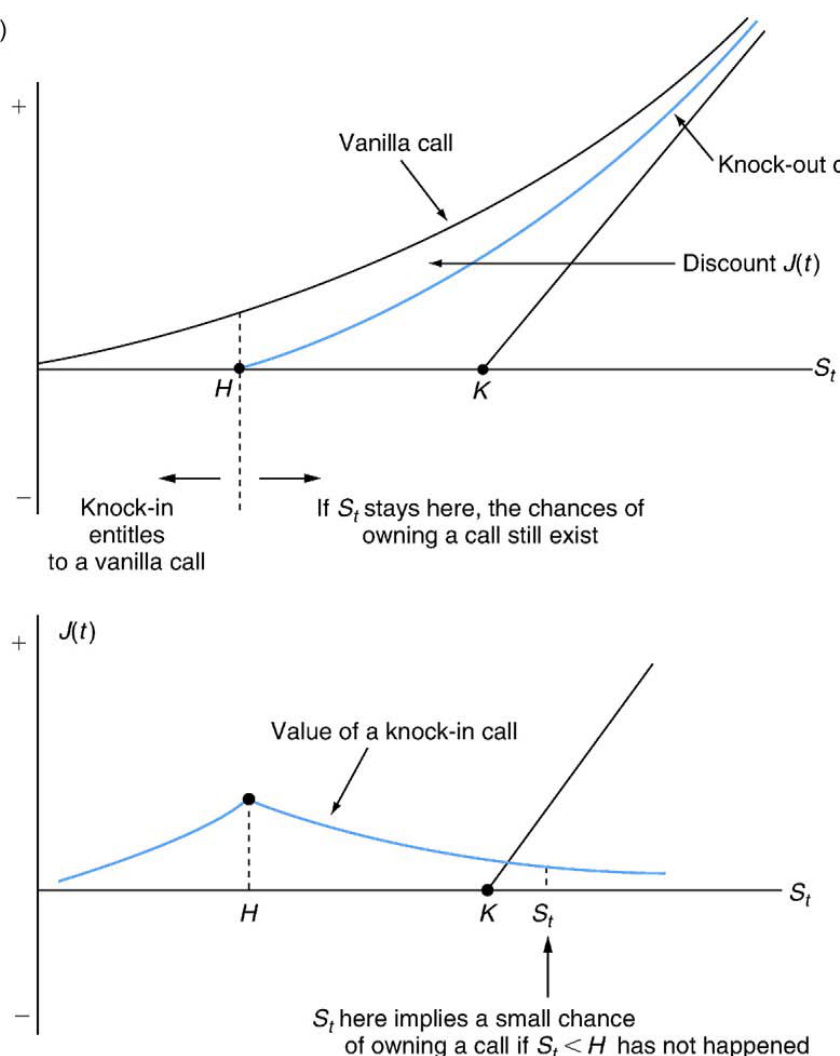 )
+
Vanilla call
Knock-out
Discount J(t)
H
K
S_t
−
Knock-in
entitles
to a vanilla call
If S_t stays here, the chances of
owning a call still exist
+
J(t)
Value of a knock-in call
H
K
S_t
S_t
−
S_t here implies a small chance
of owning a call if S_t < H has not happened